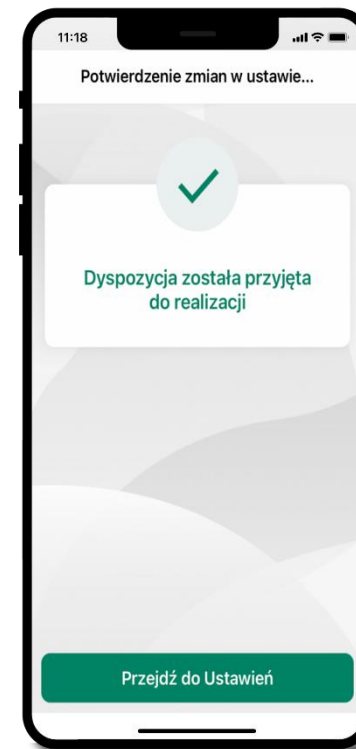 11:18
Potwierdzenie zmian w ustawie...
Dyspozycja została przyjęta
do realizacji
Przejdź do Ustawień